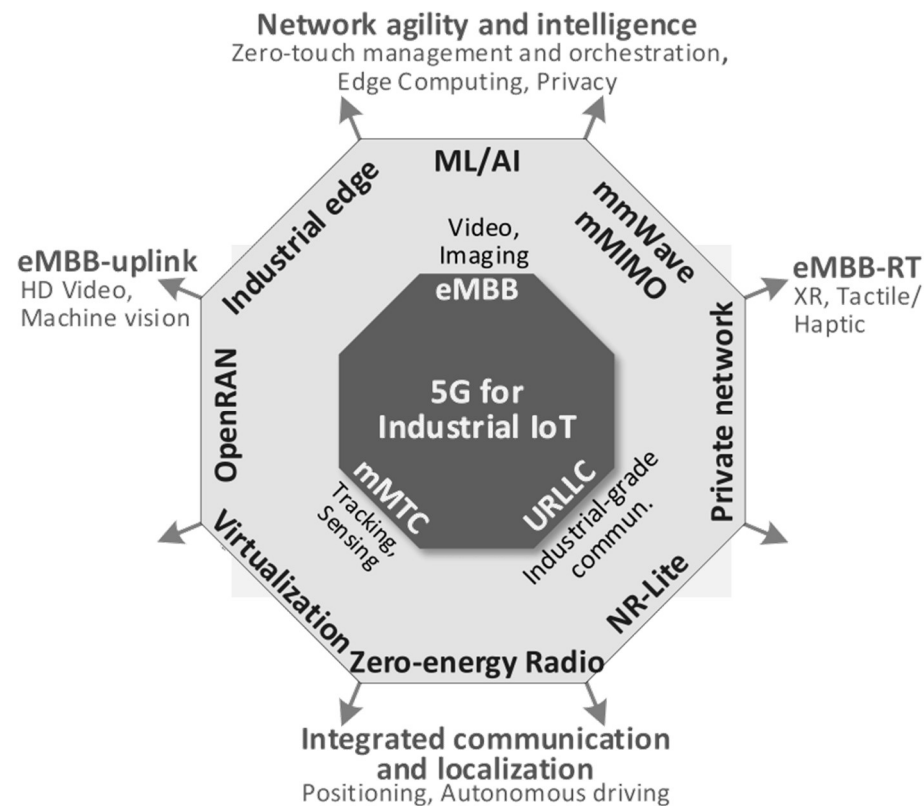 Network agility and intelligence
Zero-touch management and orchestration,
Edge Computing, Privacy
ML/AI
Industrial edge
mmWave
mMIMO
Video,
Imaging
eMBB-uplink
HD Video,
Machine vision
eMBB
eMBB-RT
XR, Tactile/
Haptic
OpenRAN
5G for
Industrial IoT
Private network
mMTC
URLLC
Tracking,
Sensing
Industrial-grade
commun.
Virtualization
NR-Lite
Zero-energy Radio
Integrated communication
and localization
Positioning, Autonomous driving